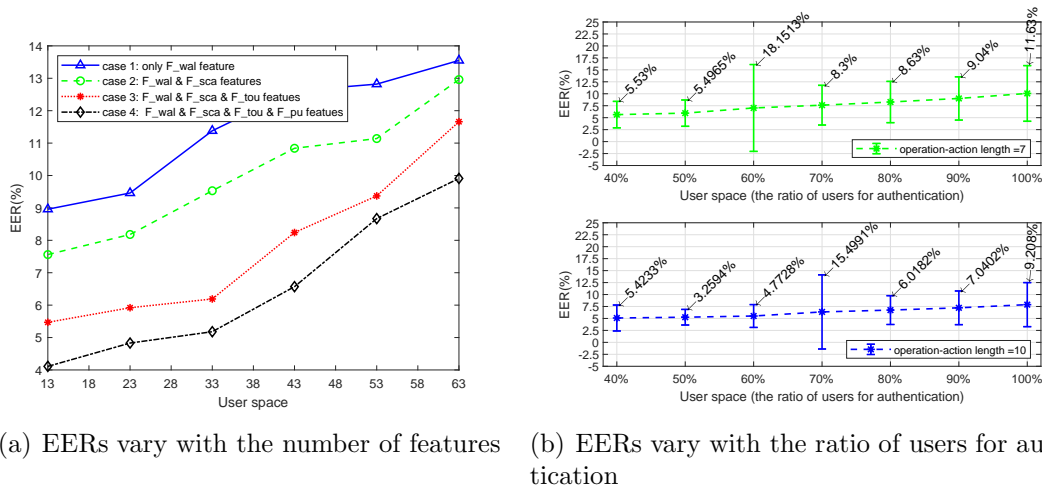 14
13
12
11
10
9
8
7
6
5
4
EER(%)
case 1: only F_wal feature
case 2: F_wal & F_sca features
case 3: F_wal & F_sca & F_tou featues
case 4: F_wal & F_sca & F_tou & F_pu featues
13 18 23 28 33 38 43 48 53 58 63
User space
(a) EERs vary with the number of features
25
22.5
20
17.5
15
12.5
10
7.5
5
2.5
0
-2.5
-5
EER(%)
5.53%
5.4965%
18.1513%
8.3%
8.63%
9.04%
11.63%
operation-action length =7
40% 50% 60% 70% 80% 90% 100%
User space (the ratio of users for authentication)
25
22.5
20
17.5
15
12.5
10
7.5
5
2.5
0
-2.5
-5
EER(%)
5.4233%
3.2594%
4.7728%
15.4991%
6.0182%
7.0402%
9.208%
operation-action length =10
40% 50% 60% 70% 80% 90% 100%
User space (the ratio of users for authentication)
(b) EERs vary with the ratio of users for au
tication